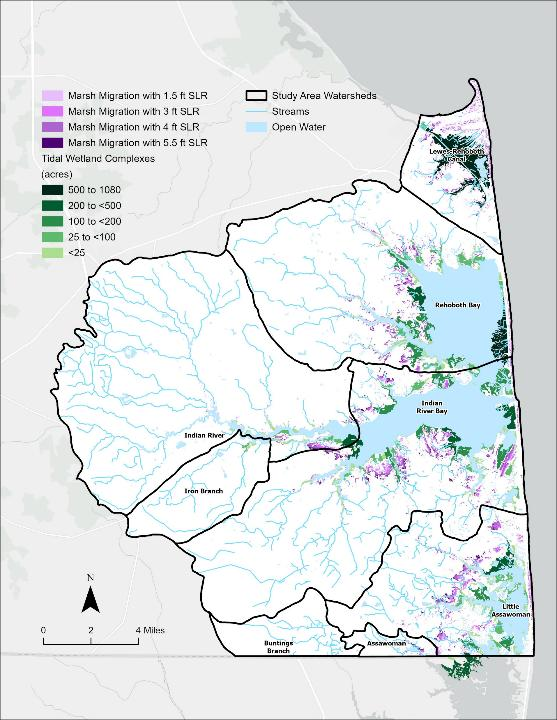 Marsh Migration with 1.5 ft SLR
Marsh Migration with 3 ft SLR
Marsh Migration with 4 ft SLR
Marsh Migration with 5.5 ft SLR
Tidal Wetland Complexes
(acres)
500 to 1080
200 to <500
100 to <200
25 to <100
<25
Study Area Watersheds
Streams
Open Water
Lewes-Rehoboth
Canal
Rehoboth Bay
Indian
River Bay
Indian River
Iron Branch
Little
Assawoman
Buntings
Branch
Assawoman
N
0 2 4 Miles